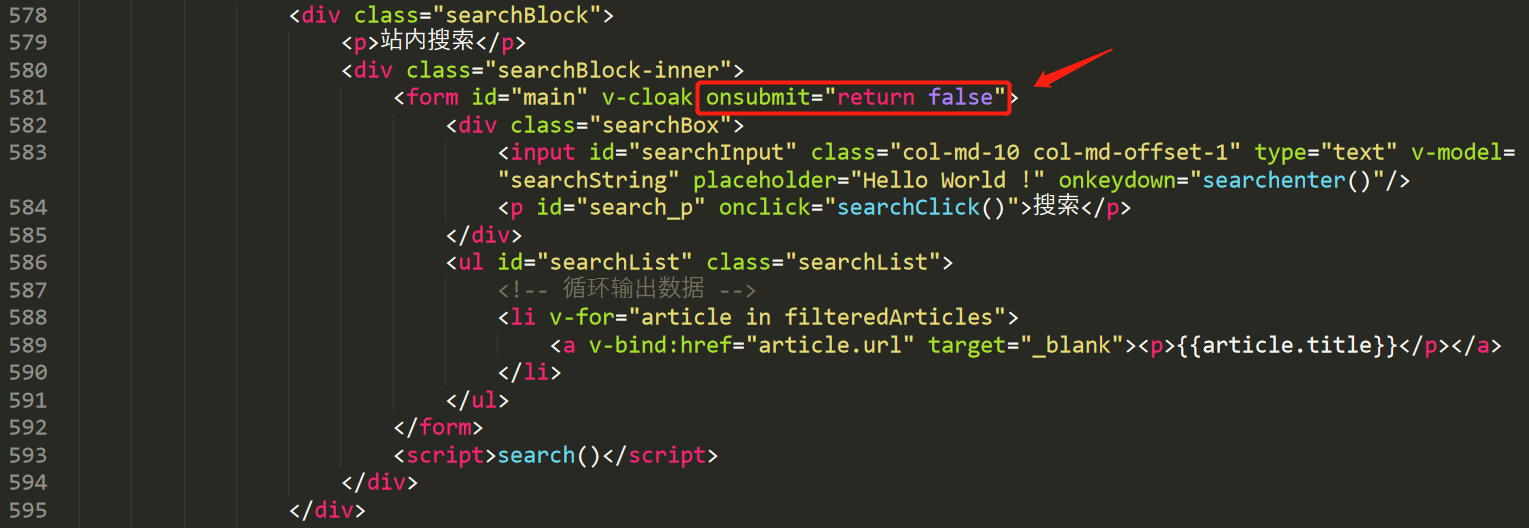 578 <div class="searchBlock">
579 <p>站内搜索</p>
580 <div class="searchBlock-inner">
581 <form id="main" v-cloak onsubmit="return false">
582 <div class="searchBox">
583 <input id="searchInput" class="col-md-10 col-md-offset-1" type="text" v-model=
"searchString" placeholder="Hello World !" onkeydown="searchenter()"/>
584 <p id="search_p" onclick="searchClick()">搜索</p>
585 </div>
586 <ul id="searchList" class="searchList">
587 <!-- 循环输出数据 -->
588 <li v-for="article in filteredArticles">
589 <a v-bind:href="article.url" target="_blank"><p>{{article.title}}</p></a>
590 </li>
591 </ul>
592 </form>
593 <script>search()</script>
594 </div>
595 </div>